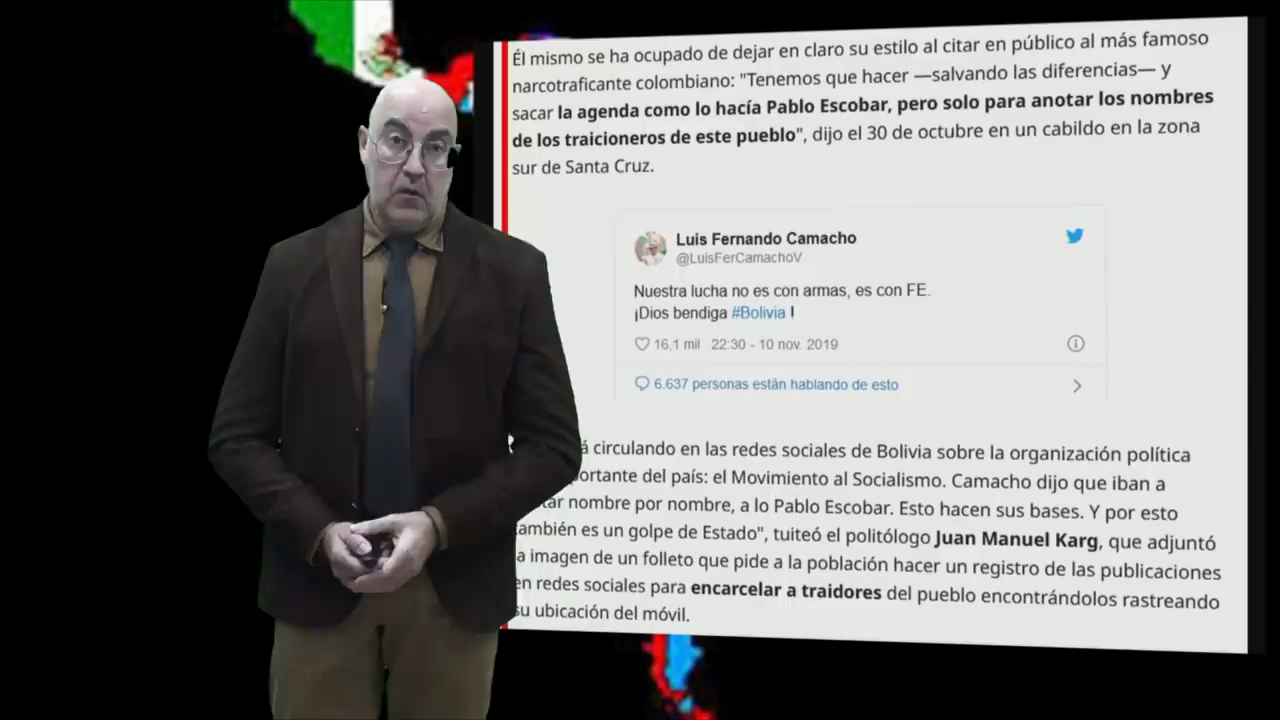 Él mismo se ha ocupado de dejar en claro su estilo al citar en público al más famoso
narcotraficante colombiano: "Tenemos que hacer —salvando las diferencias— y
sacar la agenda como lo hacía Pablo Escobar, pero solo para anotar los nombres
de los traicioneros de este pueblo", dijo el 30 de octubre en un cabildo en la zona
sur de Santa Cruz.
Luis Fernando Camacho
@LuisFerCamachoV
Nuestra lucha no es con armas, es con FE.
¡Dios bendiga #Bolivia !
16,1 mil 22:30 - 10 nov. 2019
6.637 personas están hablando de esto
circulando en las redes sociales de Bolivia sobre la organización política
del país: el Movimiento al Socialismo. Camacho dijo que iban a
nombre por nombre, a lo Pablo Escobar. Esto hacen sus bases. Y por esto
también es un golpe de Estado", tuiteó el politólogo Juan Manuel Karg, que adjuntó
la imagen de un folleto que pide a la población hacer un registro de las publicaciones
en redes sociales para encarcelar a traidores del pueblo encontrándolos rastreando
su ubicación del móvil.